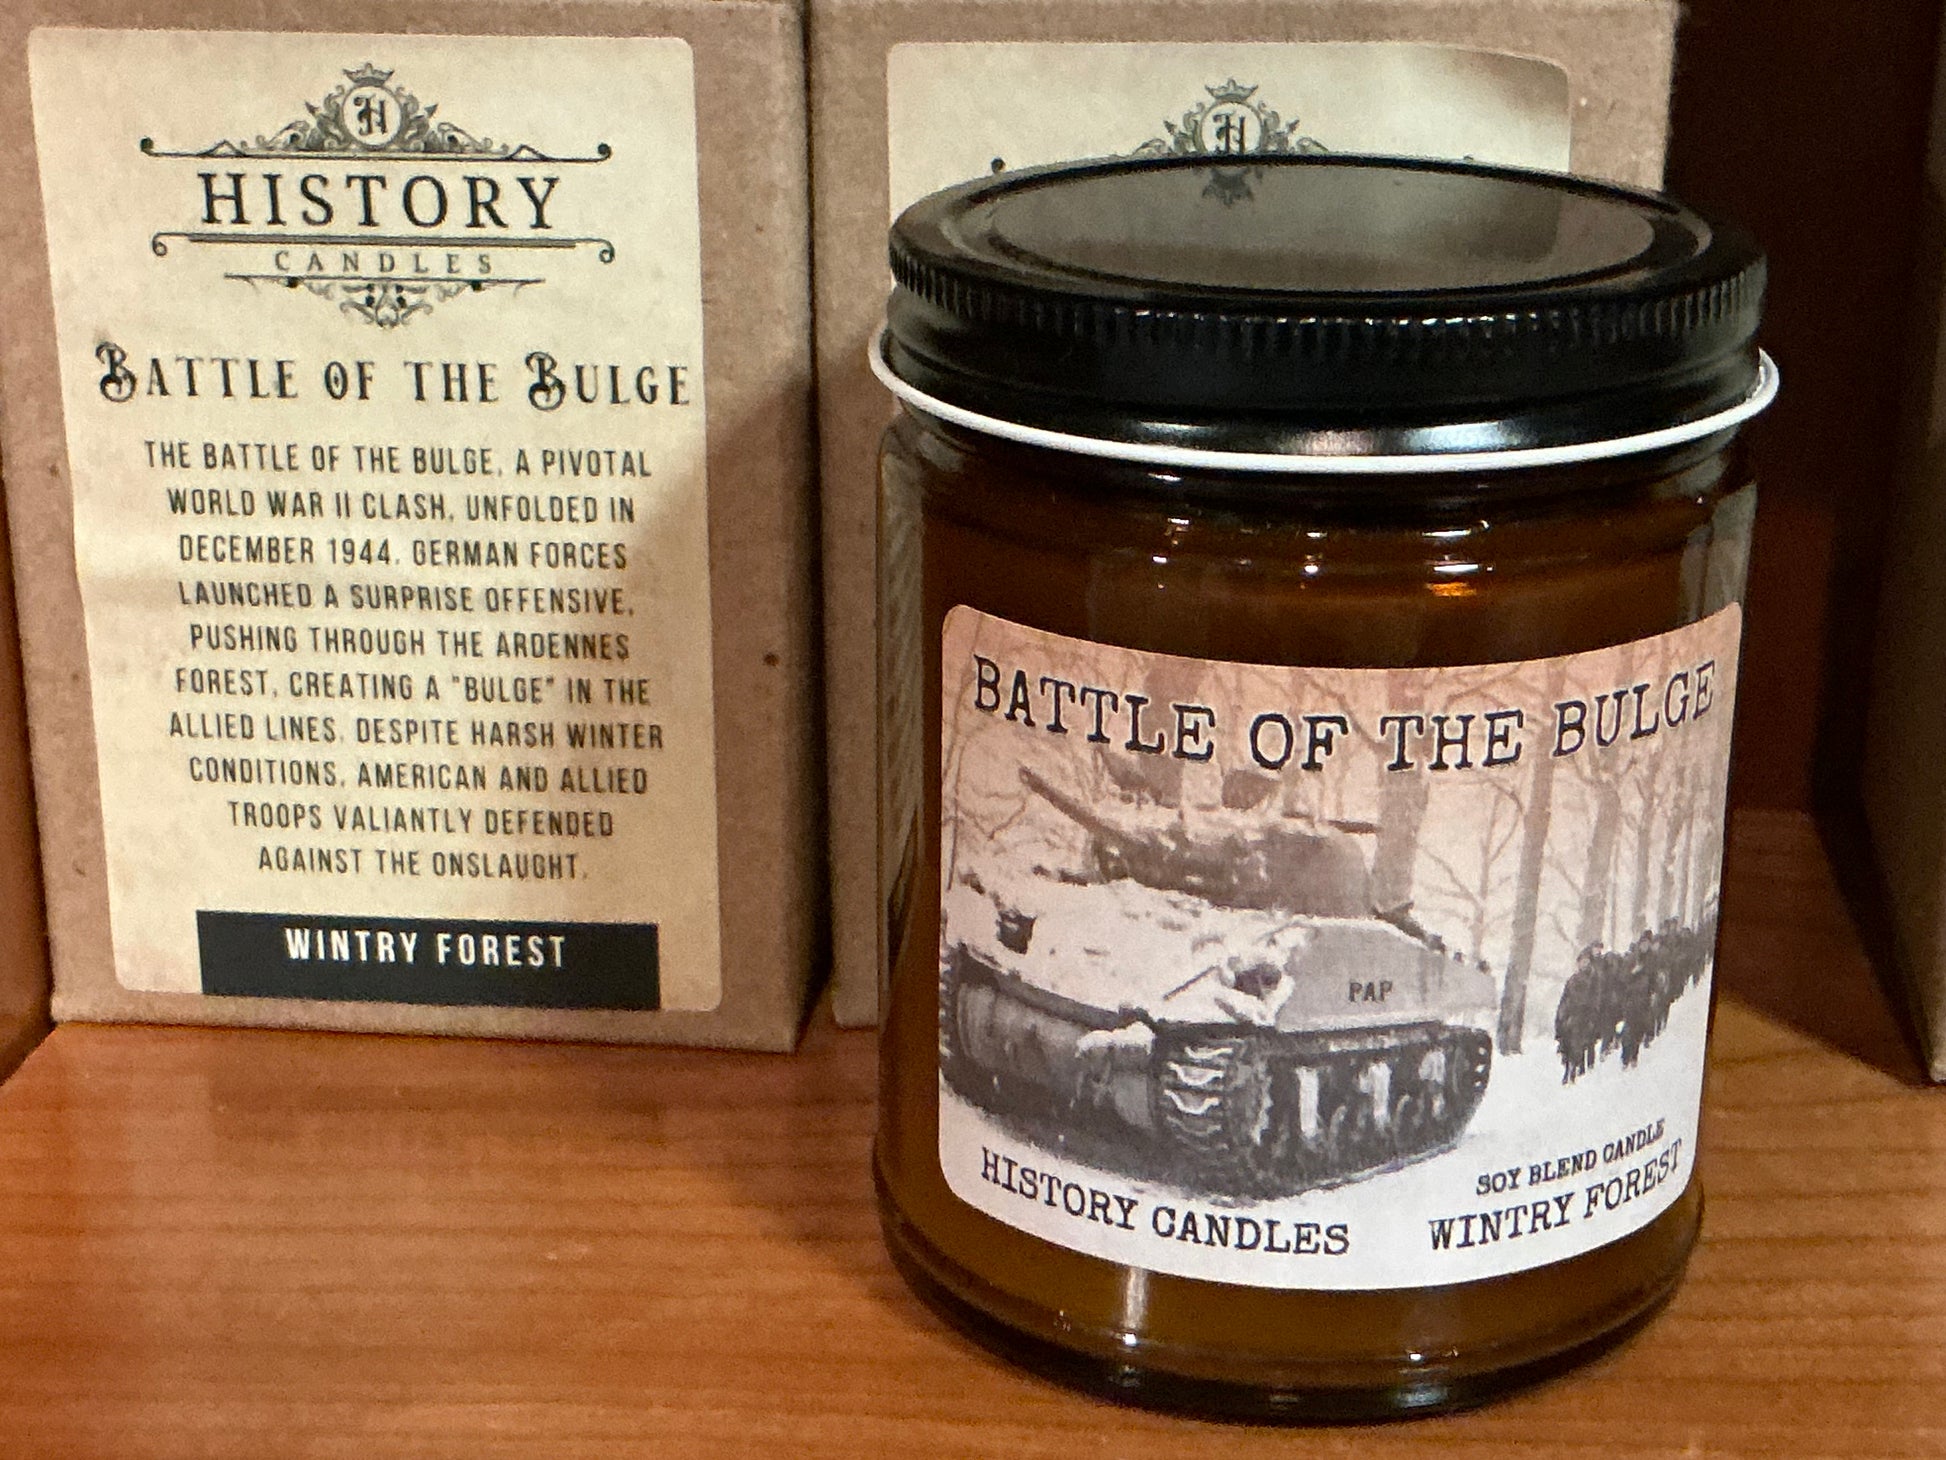 H
HISTORY
CANDLES
BATTLE OF THE BULGE
THE BATTLE OF THE BULGE, A PIVOTAL
WORLD WAR II CLASH, UNFOLDED IN
DECEMBER 1944. GERMAN FORCES
LAUNCHED A SURPRISE OFFENSIVE,
PUSHING THROUGH THE ARDENNES
FOREST, CREATING A "BULGE" IN THE
ALLIED LINES. DESPITE HARSH WINTER
CONDITIONS, AMERICAN AND ALLIED
TROOPS VALIANTLY DEFENDED
AGAINST THE ONSLAUGHT.
WINTRY FOREST
H
BATTLE OF THE BULGE
PAP
HISTORY CANDLES
SOY BLEND CANDLE
WINTRY FOREST